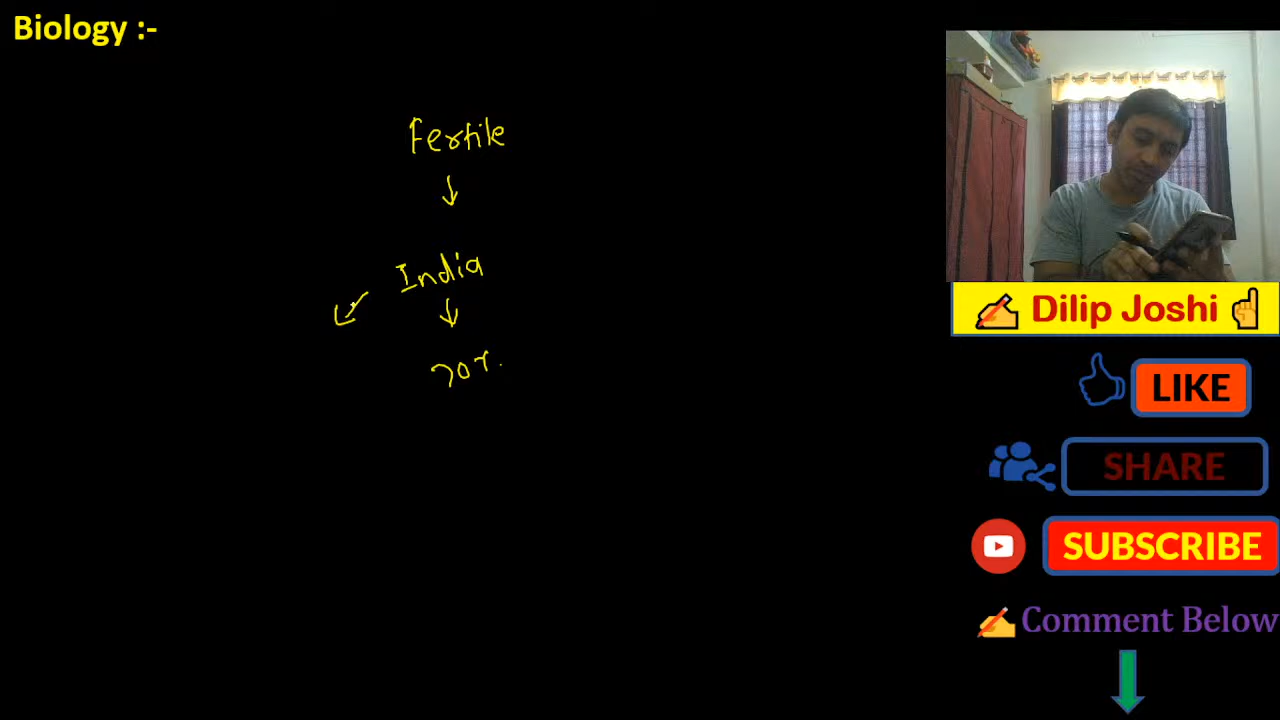 Biology :-
Fertile
↓
India
↓
70%
Dilip Joshi
LIKE
SHARE
SUBSCRIBE
Comment Below